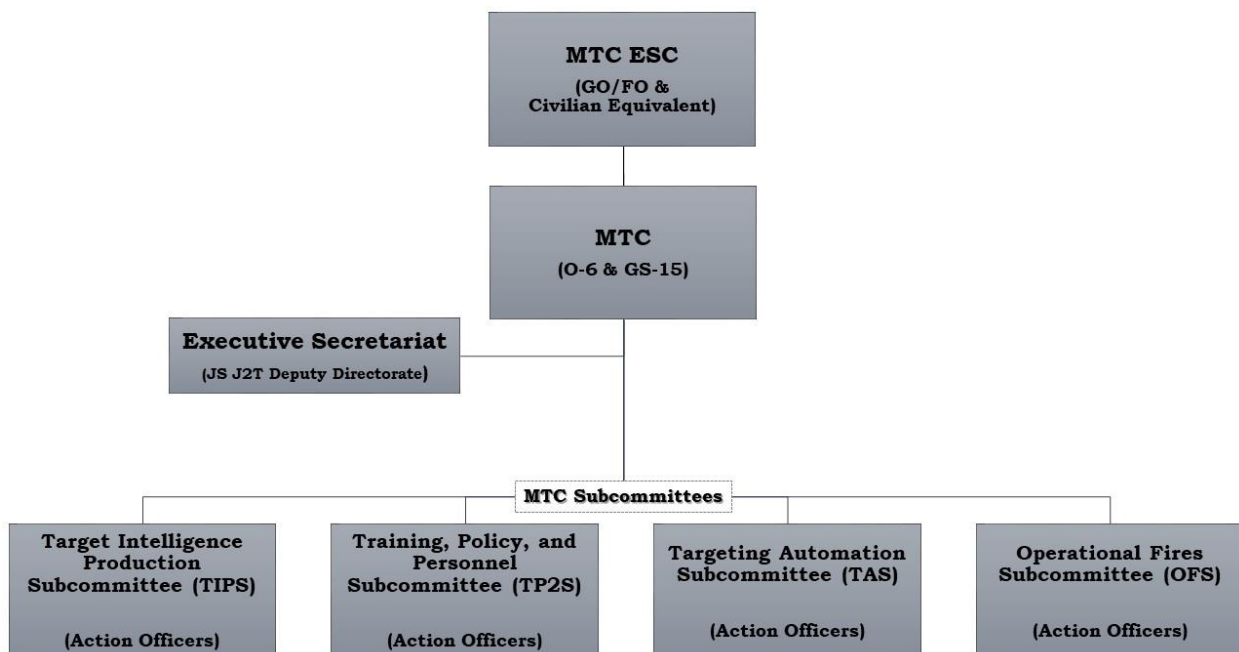 MTC ESC
(GO/FO &
Civilian Equivalent)
MTC
(O-6 & GS-15)
Executive Secretariat
(JS J2T Deputy Directorate)
MTC Subcommittees
Target Intelligence
Production
Subcommittee (TIPS)
(Action Officers)
Training, Policy, and
Personnel
Subcommittee (TP2S)
(Action Officers)
Targeting Automation
Subcommittee (TAS)
(Action Officers)
Operational Fires
Subcommittee (OFS)
(Action Officers)